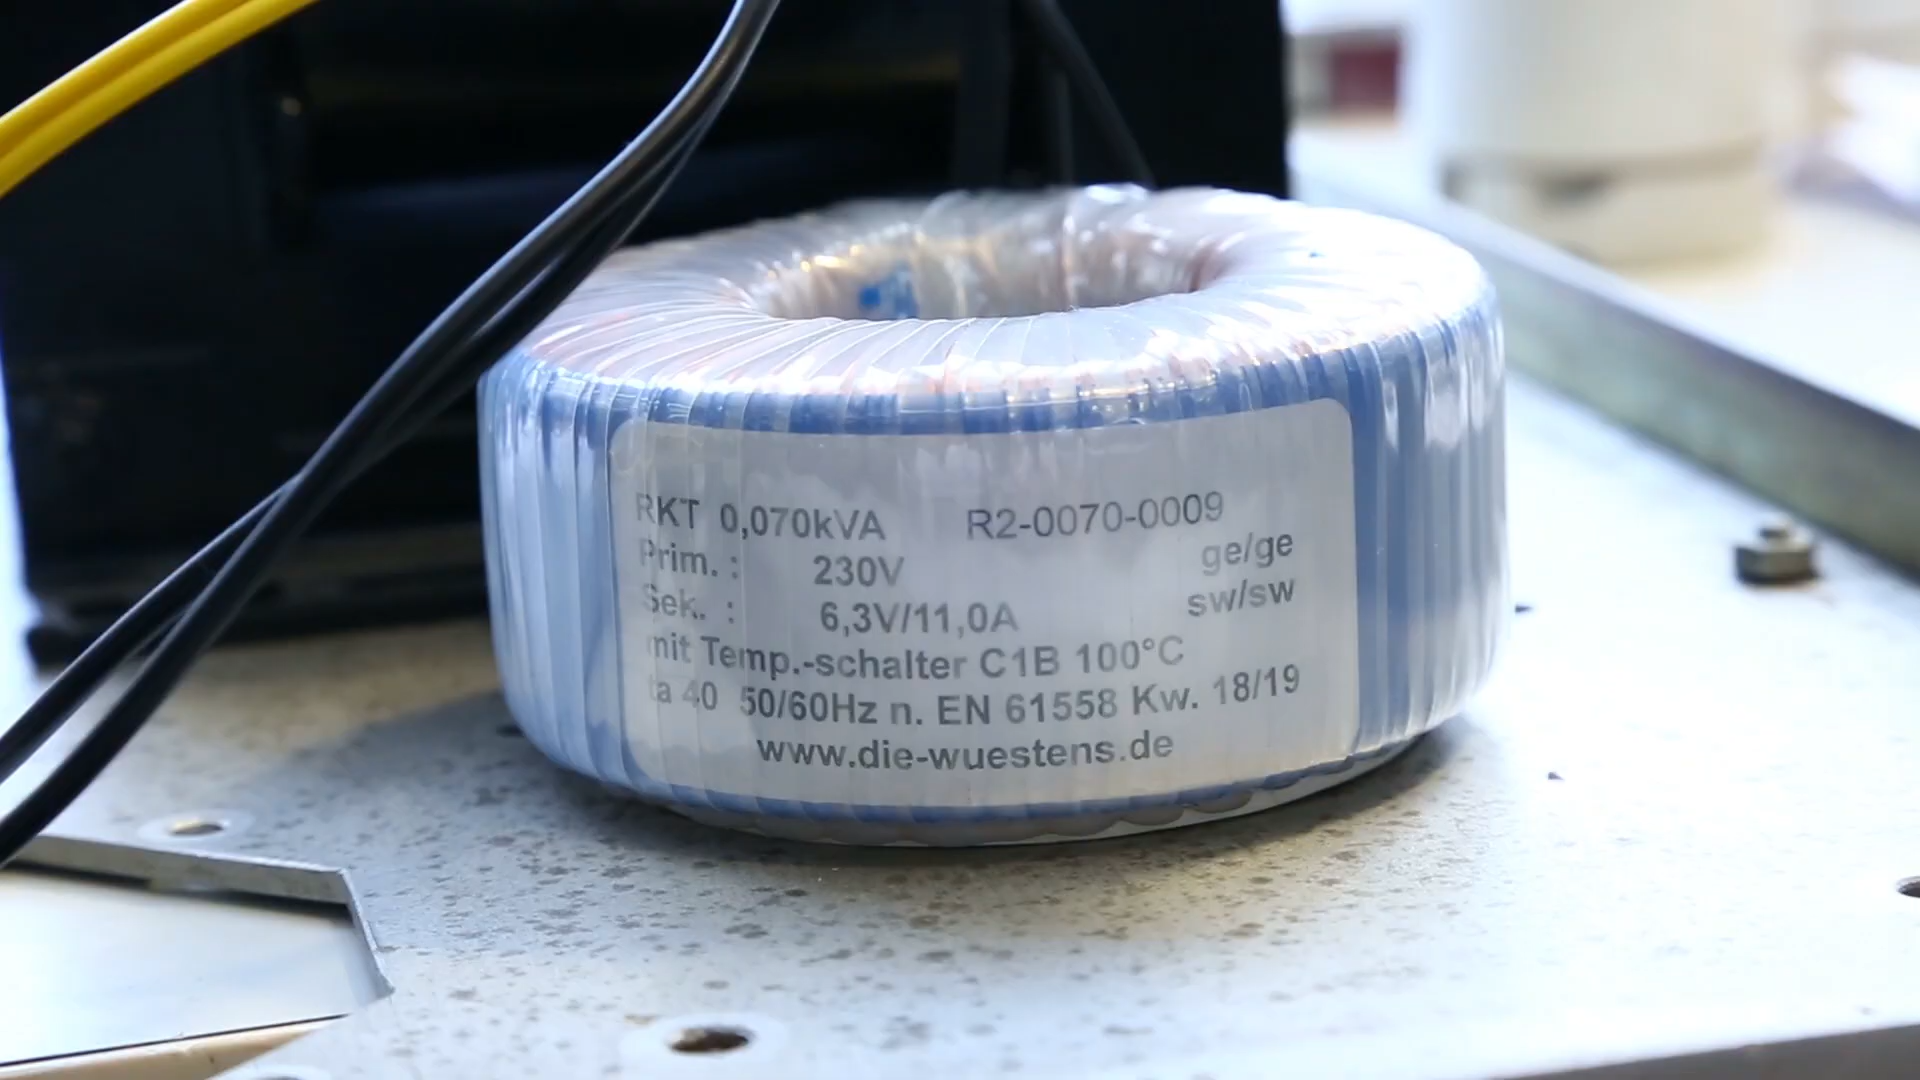 RKT 0,070kVA R2-0070-0009
Prim. : 230V ge/ge
Sek. : 6,3V/11,0A sw/sw
mit Temp.-schalter C1B 100°C
ta 40 50/60Hz n. EN 61558 Kw. 18/19
www.die-wuestens.de